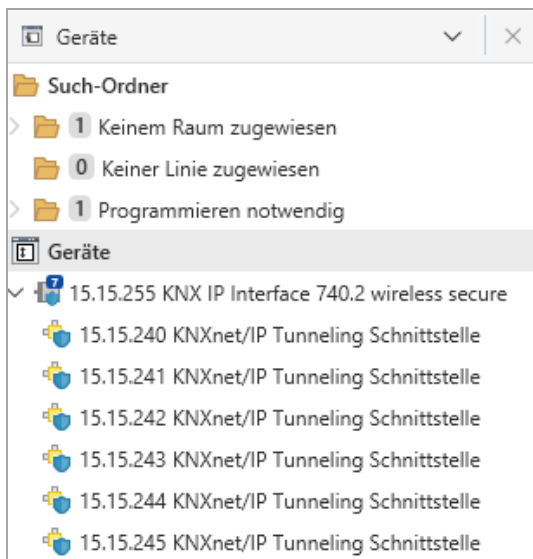 Geräte
Such-Ordner
1 Keinem Raum zugewiesen
0 Keiner Linie zugewiesen
1 Programmieren notwendig
Geräte
7 15.15.255 KNX IP Interface 740.2 wireless secure
15.15.240 KNXnet/IP Tunneling Schnittstelle
15.15.241 KNXnet/IP Tunneling Schnittstelle
15.15.242 KNXnet/IP Tunneling Schnittstelle
15.15.243 KNXnet/IP Tunneling Schnittstelle
15.15.244 KNXnet/IP Tunneling Schnittstelle
15.15.245 KNXnet/IP Tunneling Schnittstelle